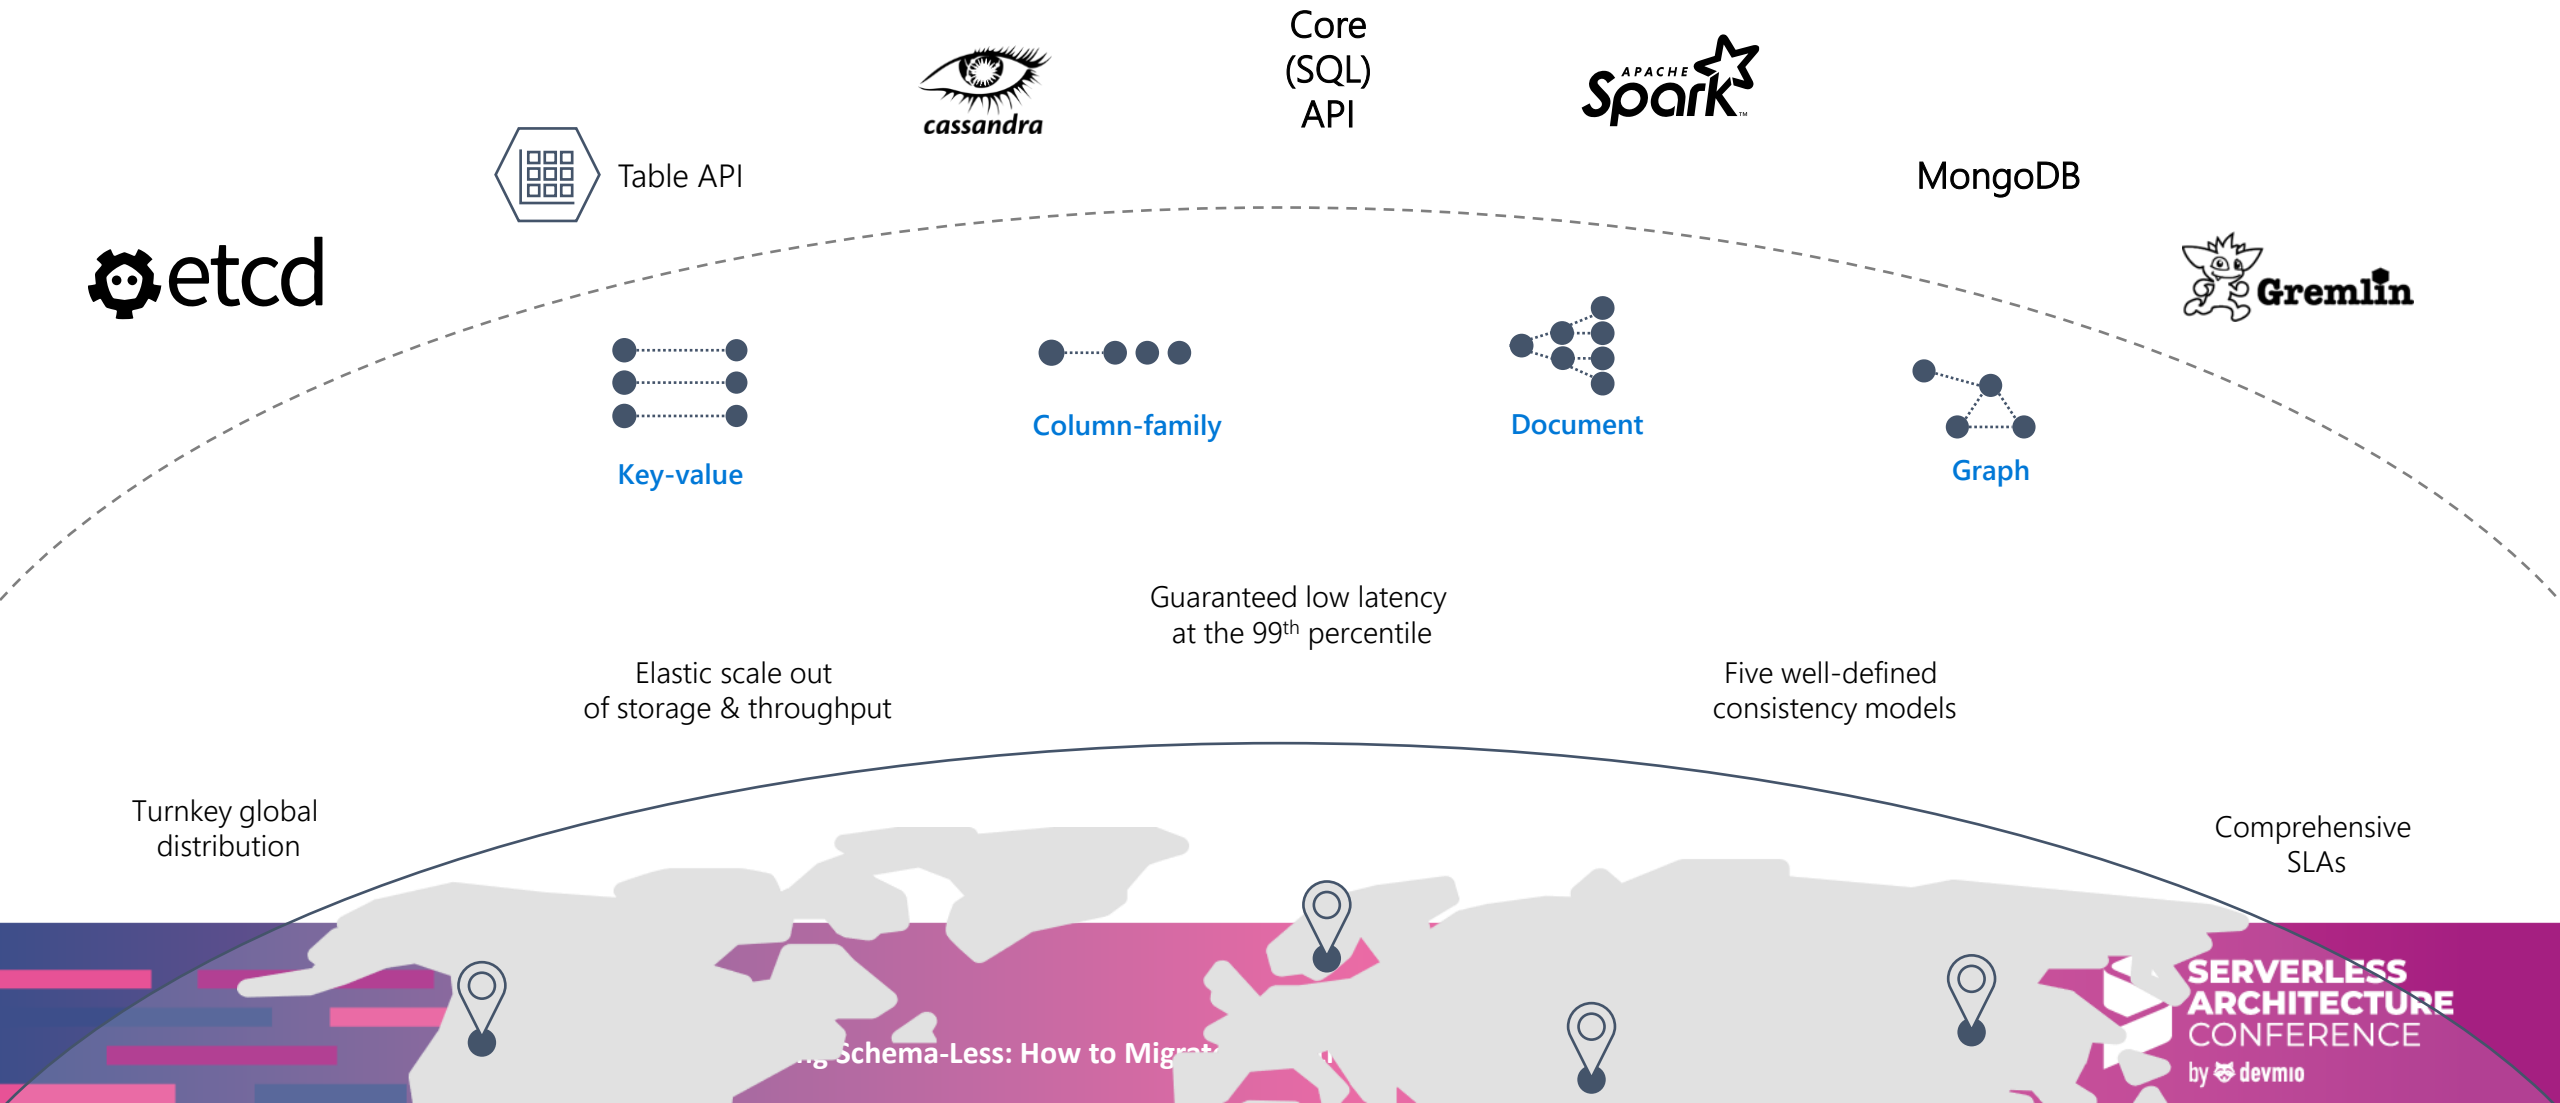 Core
(SQL)
API
cassandra
APACHE
Spark™
Table API
MongoDB
etcd
Gremlin
Key-value
Column-family
Document
Graph
Guaranteed low latency
at the 99th percentile
Elastic scale out
of storage & throughput
Five well-defined
consistency models
Turnkey global
distribution
Comprehensive
SLAs
Schema-Less: How to
SERVERLESS
ARCHITECTURE
CONFERENCE
by devmio